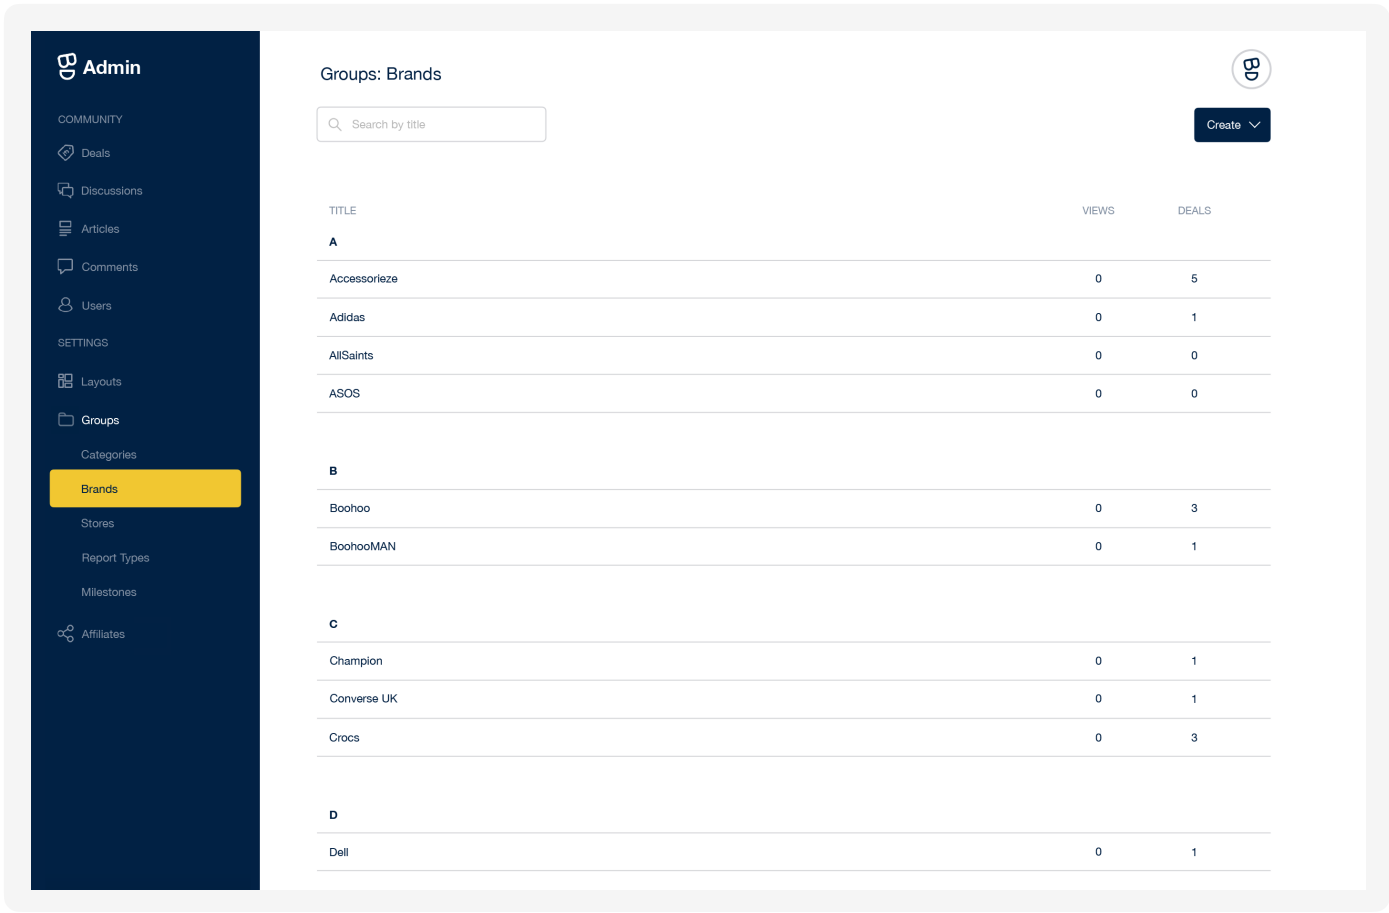 Admin
COMMUNITY
Deals
Discussions
Articles
Comments
Users
SETTINGS
Layouts
Groups
Categories
Brands
Stores
Report Types
Milestones
Affiliates
Groups: Brands
Search by title
Create
TITLE VIEWS DEALS
A
Accessorieze 0 5
Adidas 0 1
AllSaints 0 0
ASOS 0 0
B
Boohoo 0 3
BoohooMAN 0 1
C
Champion 0 1
Converse UK 0 1
Crocs 0 3
D
Dell 0 1